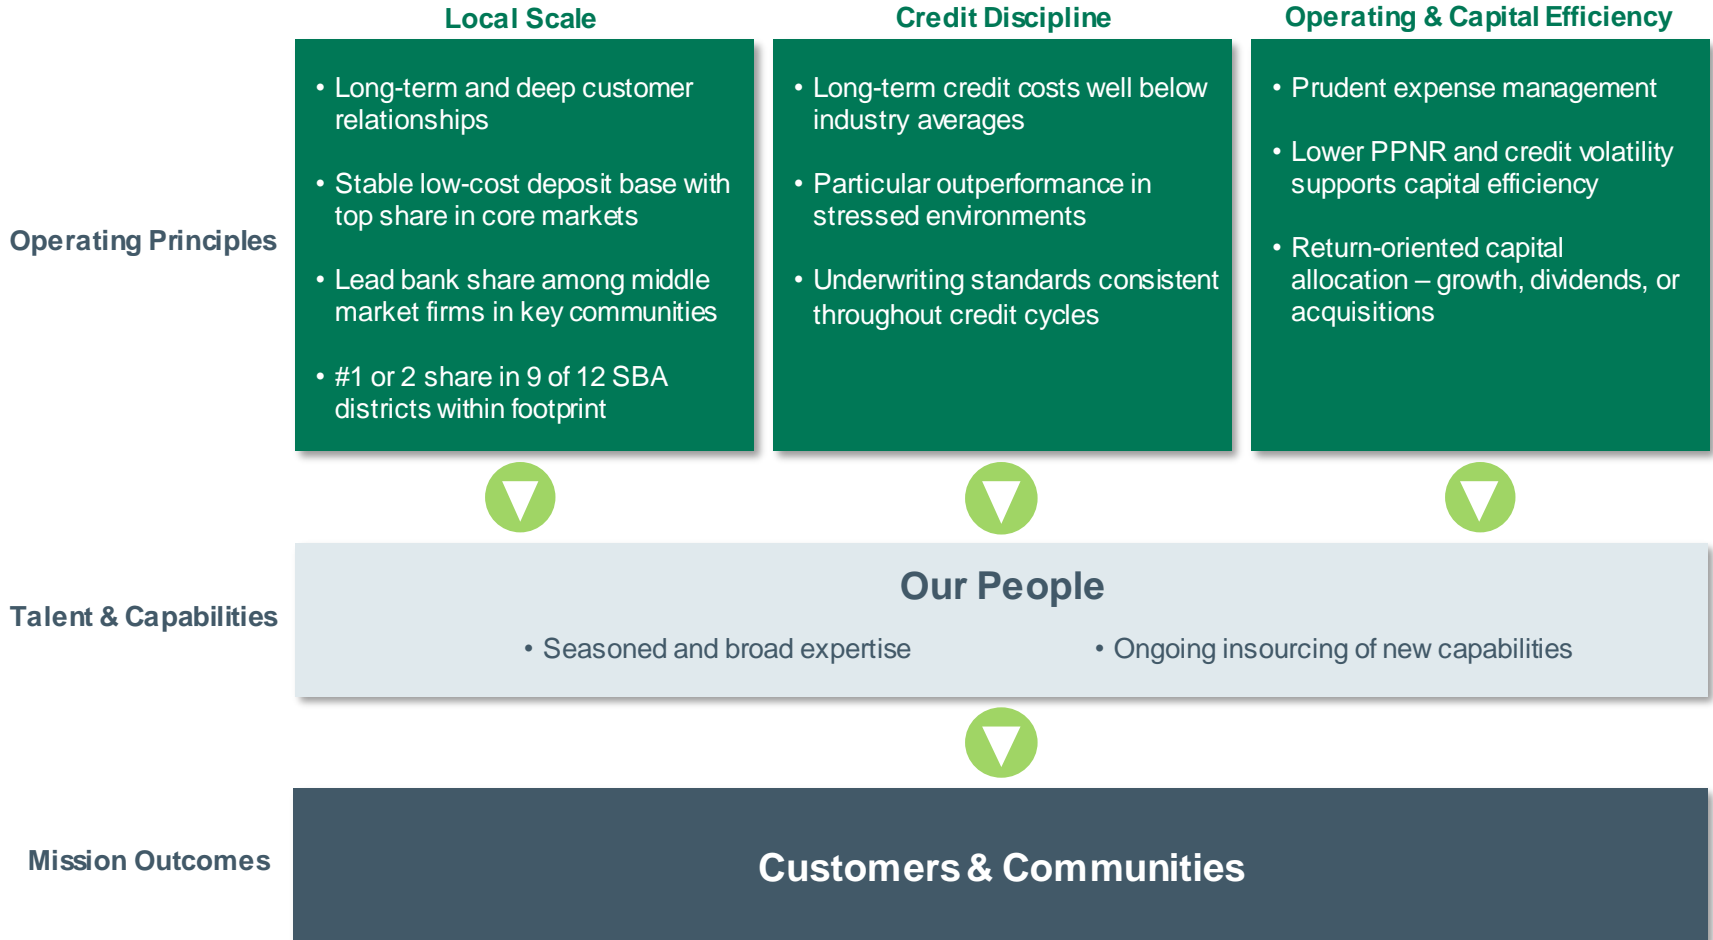 Local Scale
Credit Discipline
Operating & Capital Efficiency
Operating Principles
• Long-term and deep customer
relationships
• Stable low-cost deposit base with
top share in core markets
• Lead bank share among middle
market firms in key communities
• #1 or 2 share in 9 of 12 SBA
districts within footprint
• Long-term credit costs well below
industry averages
• Particular outperformance in
stressed environments
• Underwriting standards consistent
throughout credit cycles
• Prudent expense management
• Lower PPNR and credit volatility
supports capital efficiency
• Return-oriented capital
allocation – growth, dividends, or
acquisitions
Talent & Capabilities
Our People
• Seasoned and broad expertise
• Ongoing insourcing of new capabilities
Mission Outcomes
Customers & Communities